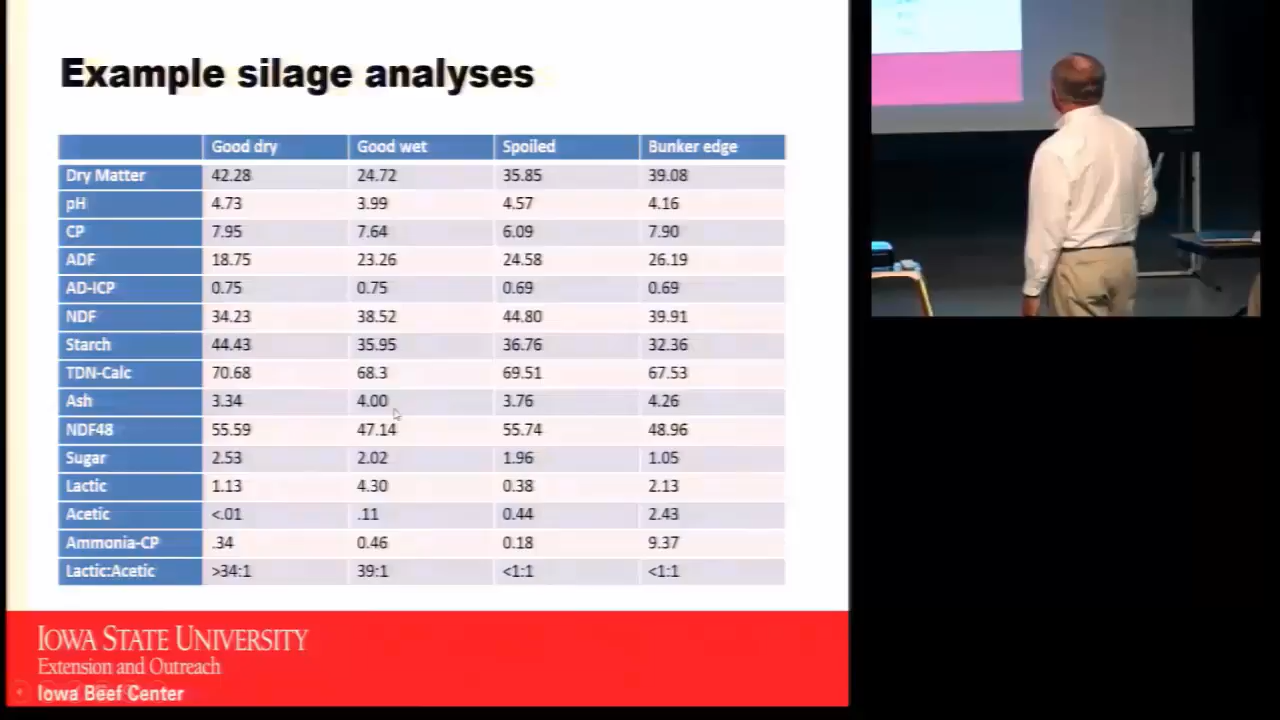 Example silage analyses
Good dry Good wet Spoiled Bunker edge
Dry Matter 42.28 24.72 35.85 39.08
pH 4.73 3.99 4.57 4.16
CP 7.95 7.64 6.09 7.90
ADF 18.75 23.26 24.58 26.19
AD-ICP 0.75 0.75 0.69 0.69
NDF 34.23 38.52 44.80 39.91
Starch 44.43 35.95 36.76 32.36
TDN-Calc 70.68 68.3 69.51 67.53
Ash 3.34 4.00 3.76 4.26
NDF48 55.59 47.14 55.74 48.96
Sugar 2.53 2.02 1.96 1.05
Lactic 1.13 4.30 0.38 2.13
Acetic <.01 .11 0.44 2.43
Ammonia-CP .34 0.46 0.18 9.37
Lactic:Acetic >34:1 39:1 <1:1 <1:1
IOWA STATE UNIVERSITY
Extension and Outreach
Iowa Beef Center